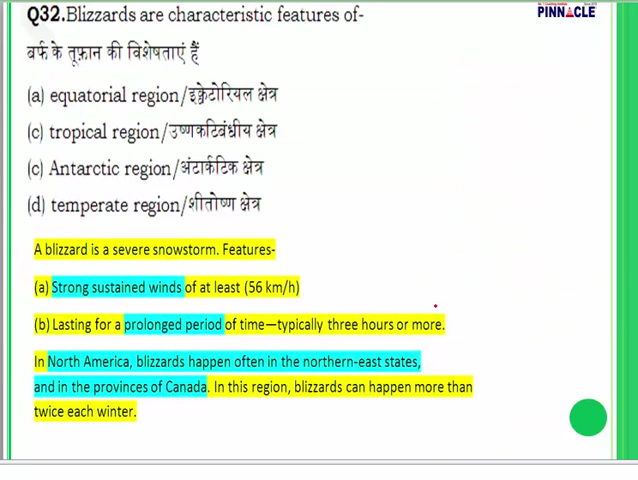 PINNACLE
Q32.Blizzards are characteristic features of-
बर्फ के तूफ़ान की विशेषताएं हैं
(a) equatorial region/इक्वेटोरियल क्षेत्र
(c) tropical region/उष्णकटिबंधीय क्षेत्र
(c) Antarctic region/अंटार्कटिक क्षेत्र
(d) temperate region/शीतोष्ण क्षेत्र
A blizzard is a severe snowstorm. Features-
(a) Strong sustained winds of at least (56 km/h)
(b) Lasting for a prolonged period of time—typically three hours or more.
In North America, blizzards happen often in the northern-east states,
and in the provinces of Canada. In this region, blizzards can happen more than
twice each winter.